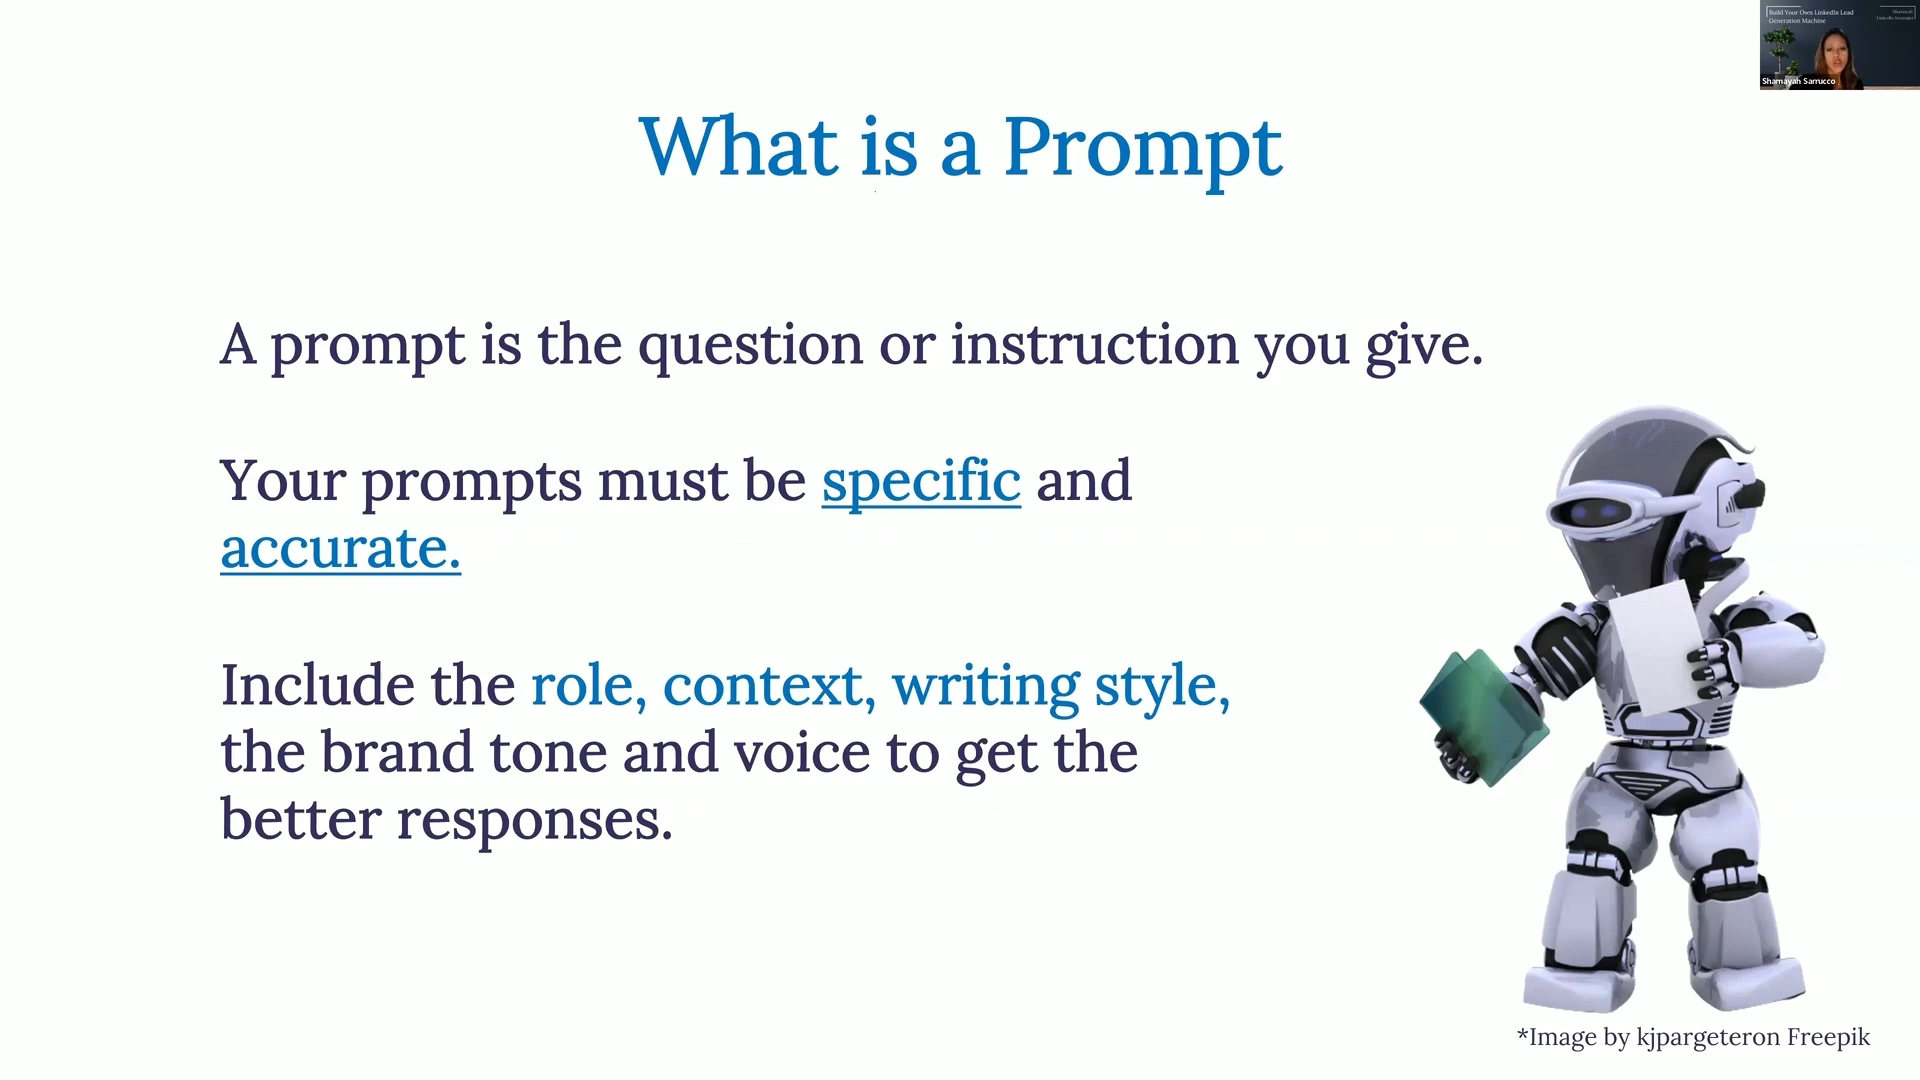 Build Your Own LinkedIn Lead
Generation Machine
Shamayah Sarrucco
What is a Prompt
A prompt is the question or instruction you give.
Your prompts must be specific and
accurate.
Include the role, context, writing style,
the brand tone and voice to get the
better responses.
*Image by kjpargeteron Freepik